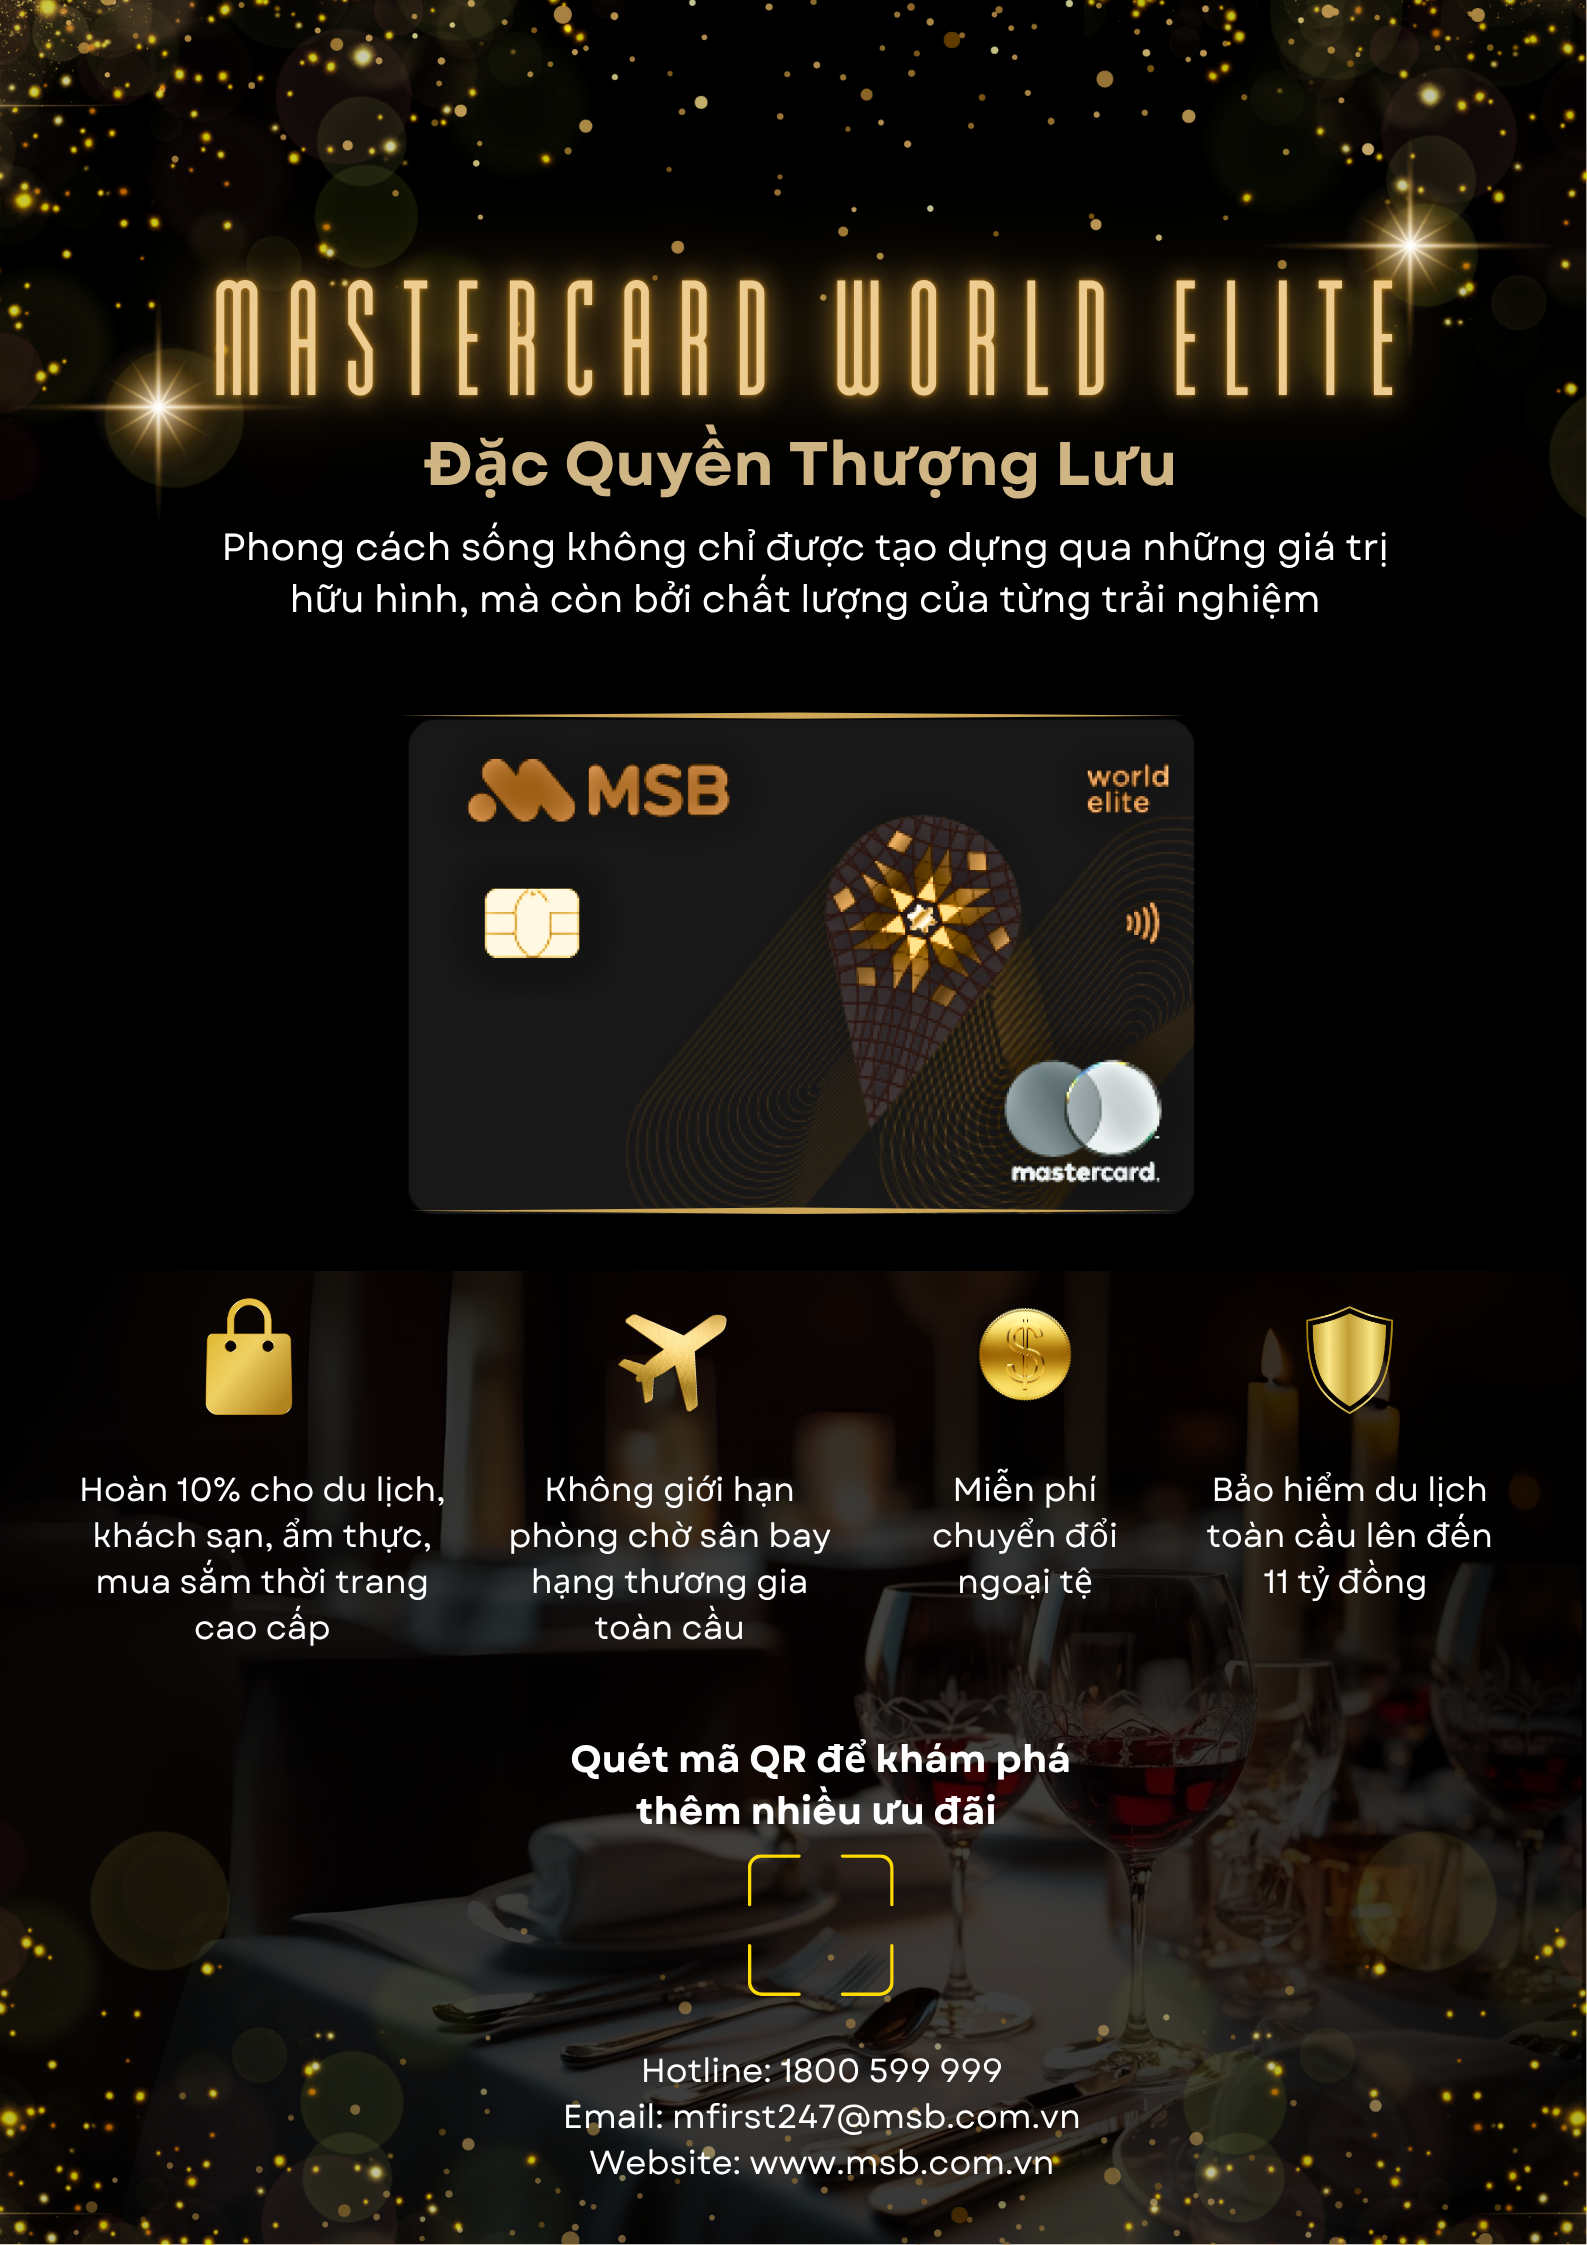 MASTERCARD WORLD ELITE
Đặc Quyền Thượng Lưu
Phong cách sống không chỉ được tạo dựng qua những giá trị
hữu hình, mà còn bởi chất lượng của từng trải nghiệm
MSB
world
elite
mastercard.
Hoàn 10% cho du lịch,
khách sạn, ẩm thực,
mua sắm thời trang
cao cấp
Không giới hạn
phòng chờ sân bay
hạng thương gia
toàn cầu
Miễn phí
chuyển đổi
ngoại tệ
Bảo hiểm du lịch
toàn cầu lên đến
11 tỷ đồng
Quét mã QR để khám phá
thêm nhiều ưu đãi
Hotline: 1800 599 999
Email: mfirst247@msb.com.vn
Website: www.msb.com.vn